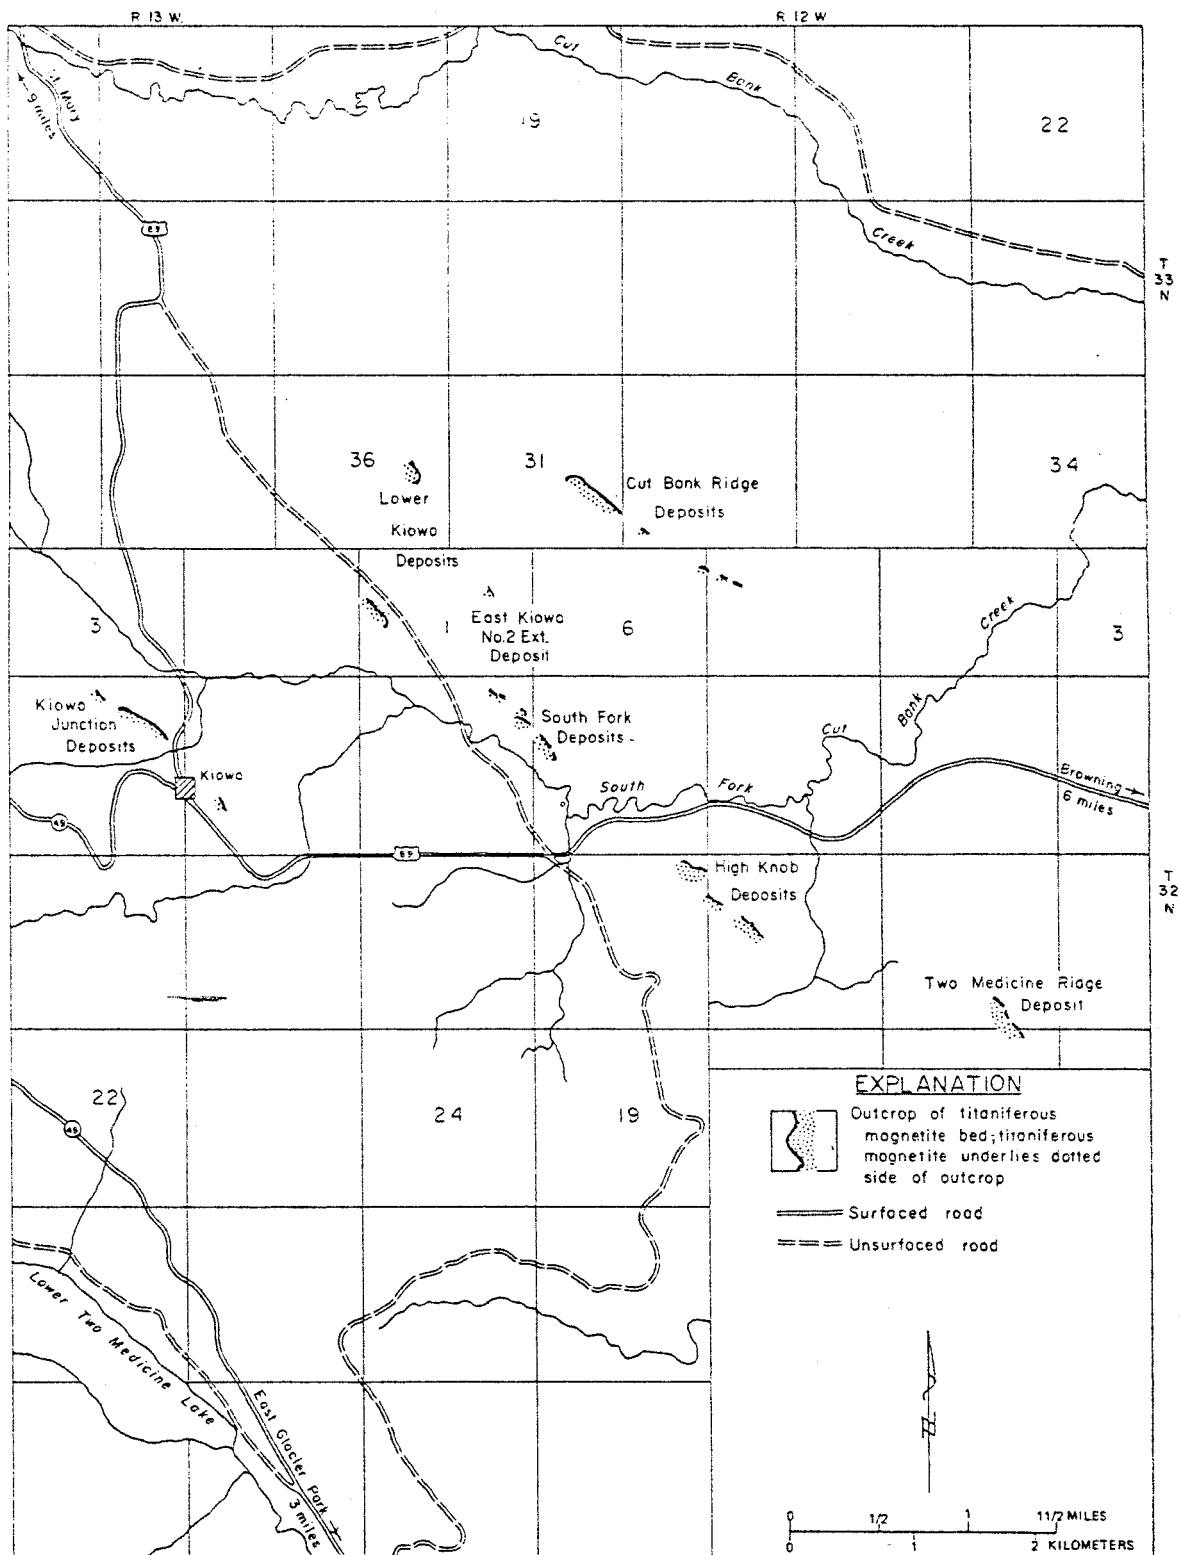 R 13 W.
R 12 W
Cut
Bank
Creek
St. Mary
9 miles
19
22
89
T
33
N
36
31
34
Lower
Kiowa
Deposits
Cut Bank Ridge
Deposits
3
1
6
3
East Kiowa
No.2 Ext.
Deposit
Creek
Bank
Cut
Kiowa
Junction
Deposits
South Fork
Deposits
Kiowa
South
Fork
Browning
6 miles
49
89
High Knob
Deposits
T
32
N
Two Medicine Ridge
Deposit
22
24
19
49
EXPLANATION
Outcrop of titaniferous
magnetite bed; titaniferous
magnetite underlies dotted
side of outcrop
Surfaced road
Unsurfaced road
Lower Two Medicine Lake
East Glacier Park
3 miles
N
0 1/2 1 1 1/2 MILES
0 1 2 KILOMETERS